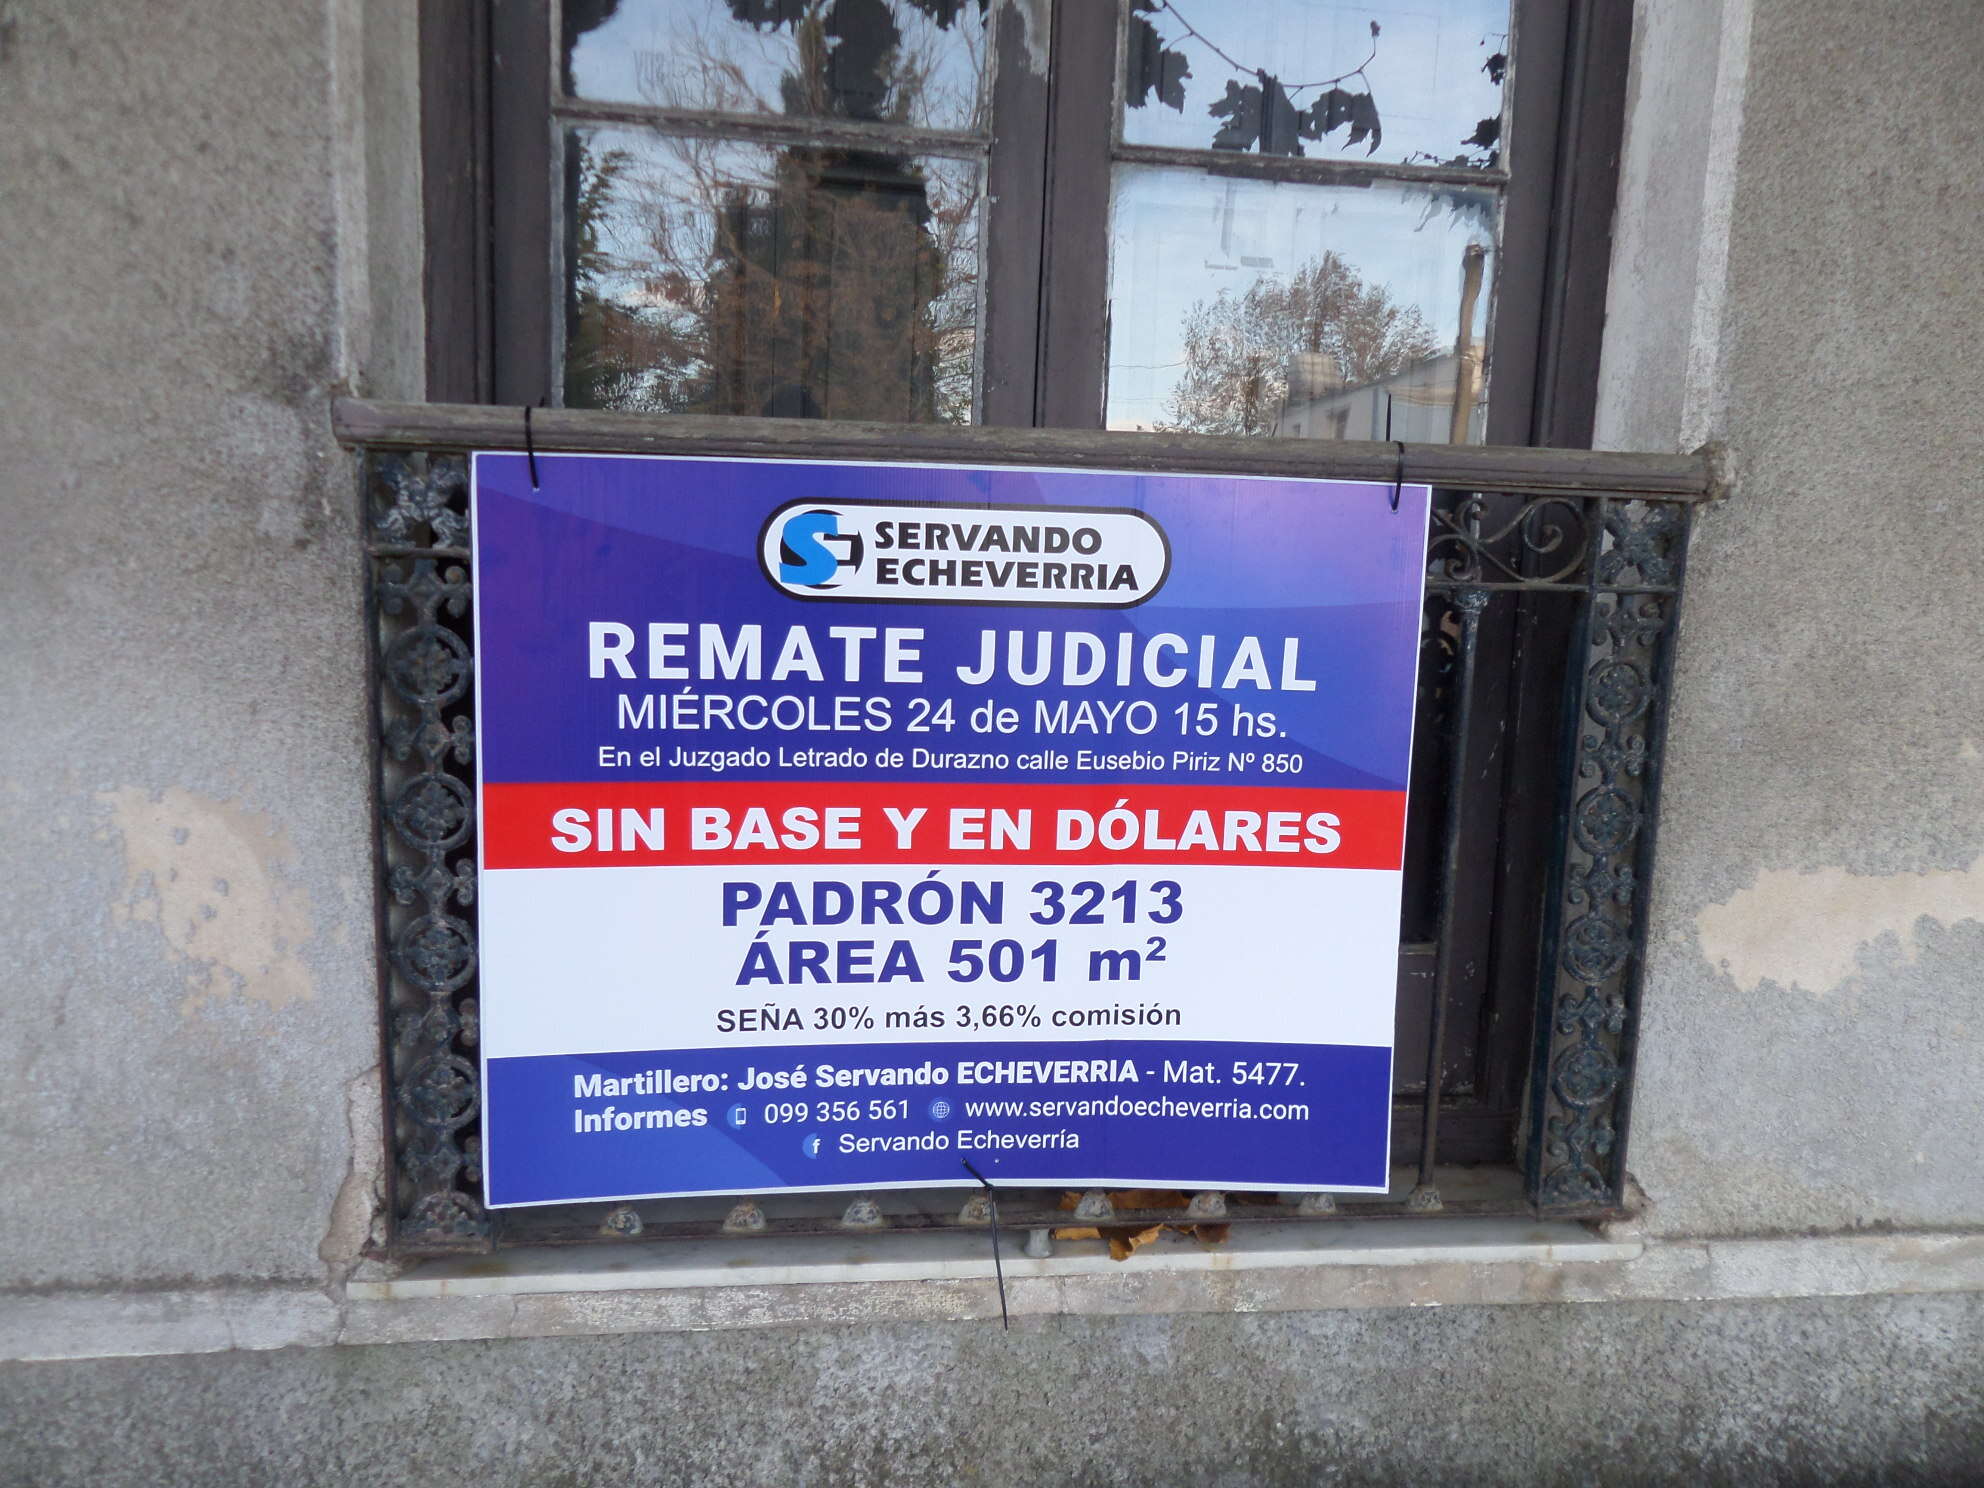 SERVANDO
ECHEVERRIA
REMATE JUDICIAL
MIÉRCOLES 24 de MAYO 15 hs.
En el Juzgado Letrado de Durazno calle Eusebio Piriz Nº 850
SIN BASE Y EN DÓLARES
PADRÓN 3213
ÁREA 501 m²
SEÑA 30% más 3,66% comisión
Martillero: José Servando ECHEVERRIA - Mat. 5477.
Informes 099 356 561 www.servandoecheverria.com
f Servando Echeverría